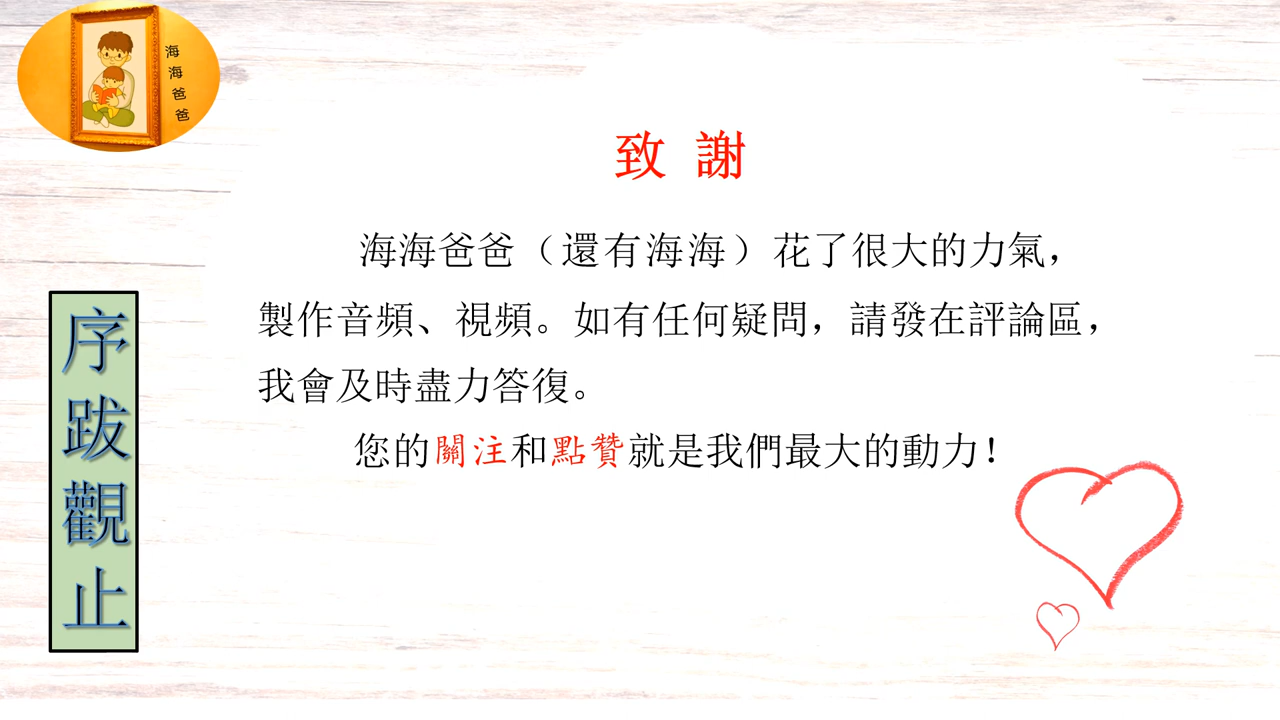 海海爸爸
致謝
海海爸爸（還有海海）花了很大的力氣，
製作音頻、視頻。如有任何疑問，請發在評論區，
我會及時盡力答復。
您的關注和點贊就是我們最大的動力！
序跋觀止